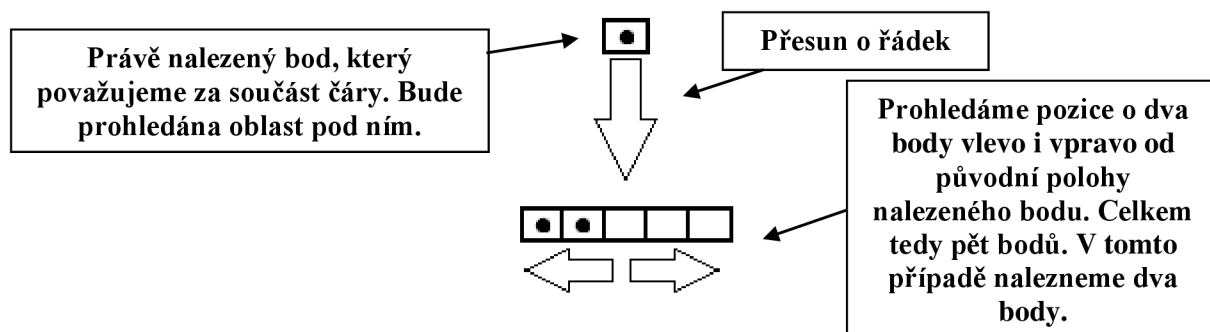 Právě nalezený bod, který
považujeme za součást čáry. Bude
prohledána oblast pod ním.
Přesun o řádek
Prohledáme pozice o dva
body vlevo i vpravo od
původní polohy
nalezeného bodu. Celkem
tedy pět bodů. V tomto
případě nalezneme dva
body.